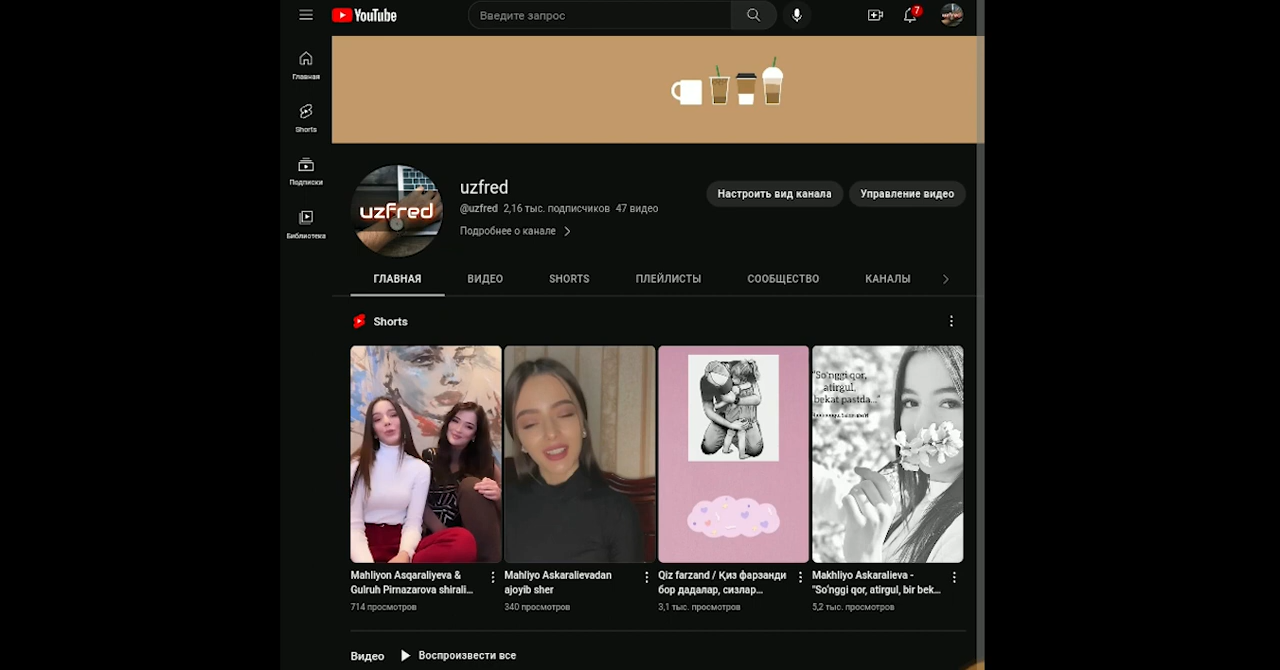 YouTube
Введите запрос
7
Главная
Shorts
Подписки
Библиотека
uzfred
uzfred
@uzfred 2,16 тыс. подписчиков 47 видео
Подробнее о канале
Настроить вид канала
Управление видео
ГЛАВНАЯ ВИДЕО SHORTS ПЛЕЙЛИСТЫ СООБЩЕСТВО КАНАЛЫ
Shorts
"So'nggi qor,
atirgul,
bekat pastda..."
Mahliyon Asqaraliyeva &
Gulruh Pirnazarova shirali...
714 просмотров
Mahliyo Askaralievadan
ajoyib sher
340 просмотров
Qiz farzand / Қиз фарзанди
бор дадалар, сизлар...
3,1 тыс. просмотров
Makhliyo Askaralieva -
"So'nggi qor, atirgul, bir bek...
5,2 тыс. просмотров
Видео Воспроизвести все